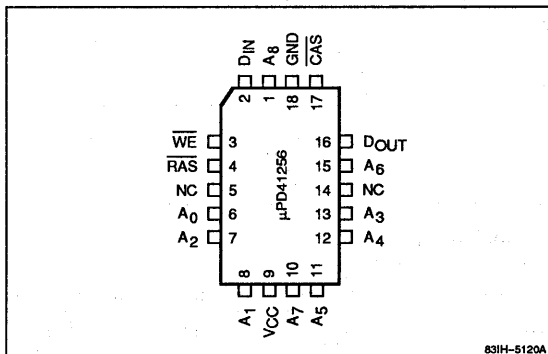 DIN A8 GND CAS
2 1 18 17
WE 3 16 DOUT
RAS 4 15 A6
NC 5 14 NC
A0 6 13 A3
A2 7 12 A4
µPD41256
8 9 10 11
A1 VCC A7 A5
83IH-5120A